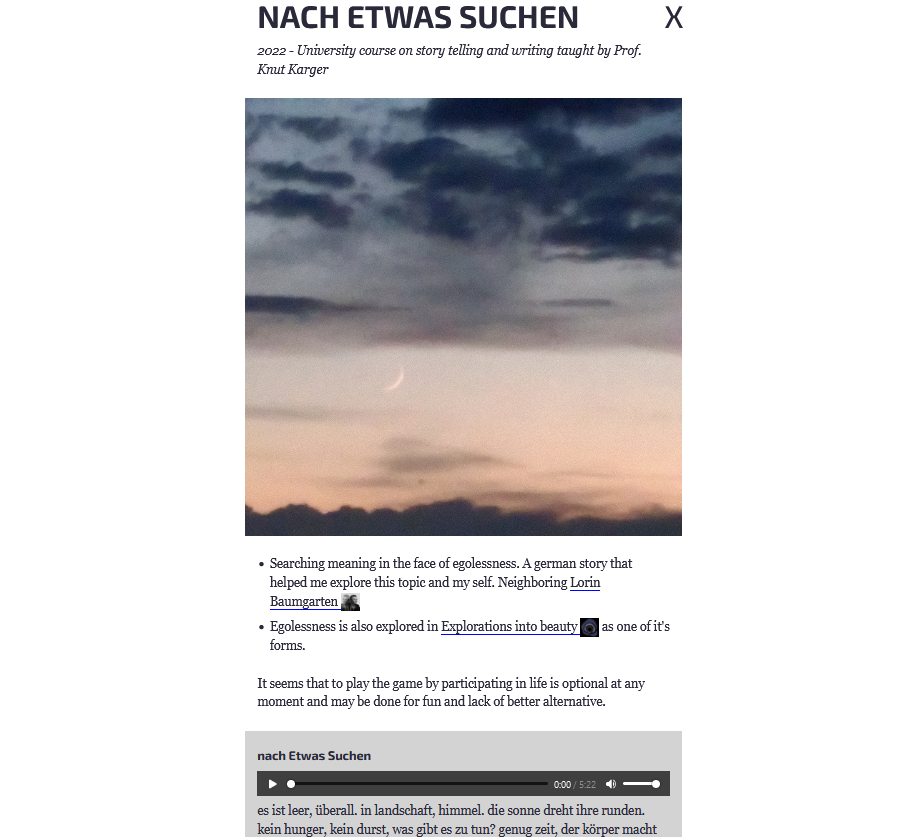 NACH ETWAS SUCHEN X
2022 - University course on story telling and writing taught by Prof.
Knut Karger
• Searching meaning in the face of egolessness. A german story that
helped me explore this topic and my self. Neighboring Lorin
Baumgarten
• Egolessness is also explored in Explorations into beauty as one of it's
forms.
It seems that to play the game by participating in life is optional at any
moment and may be done for fun and lack of better alternative.
nach Etwas Suchen
0:00 / 5:22
es ist leer, überall. in landschaft, himmel. die sonne dreht ihre runden.
kein hunger, kein durst, was gibt es zu tun? genug zeit, der körper macht